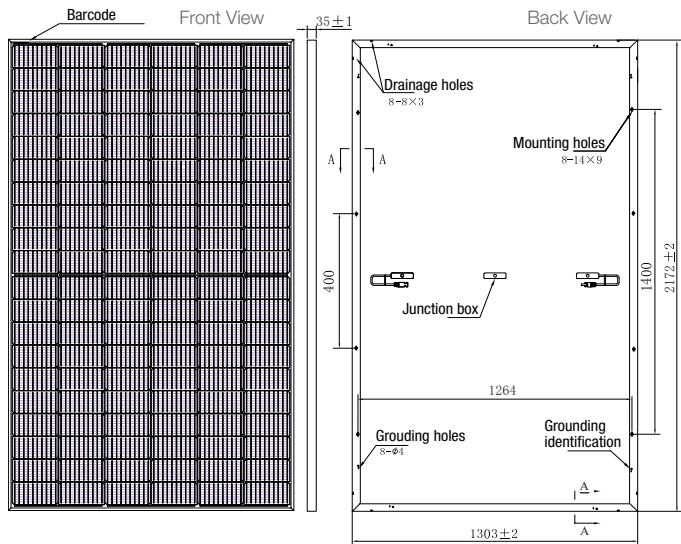 Barcode
Front View
35±1
Back View
Drainage holes
8-8×3
Mounting holes
8-14×9
A
A
400
Junction box
1400
2172±2
1264
Grouding holes
8-ϕ4
Grounding
identification
A
A
1303±2